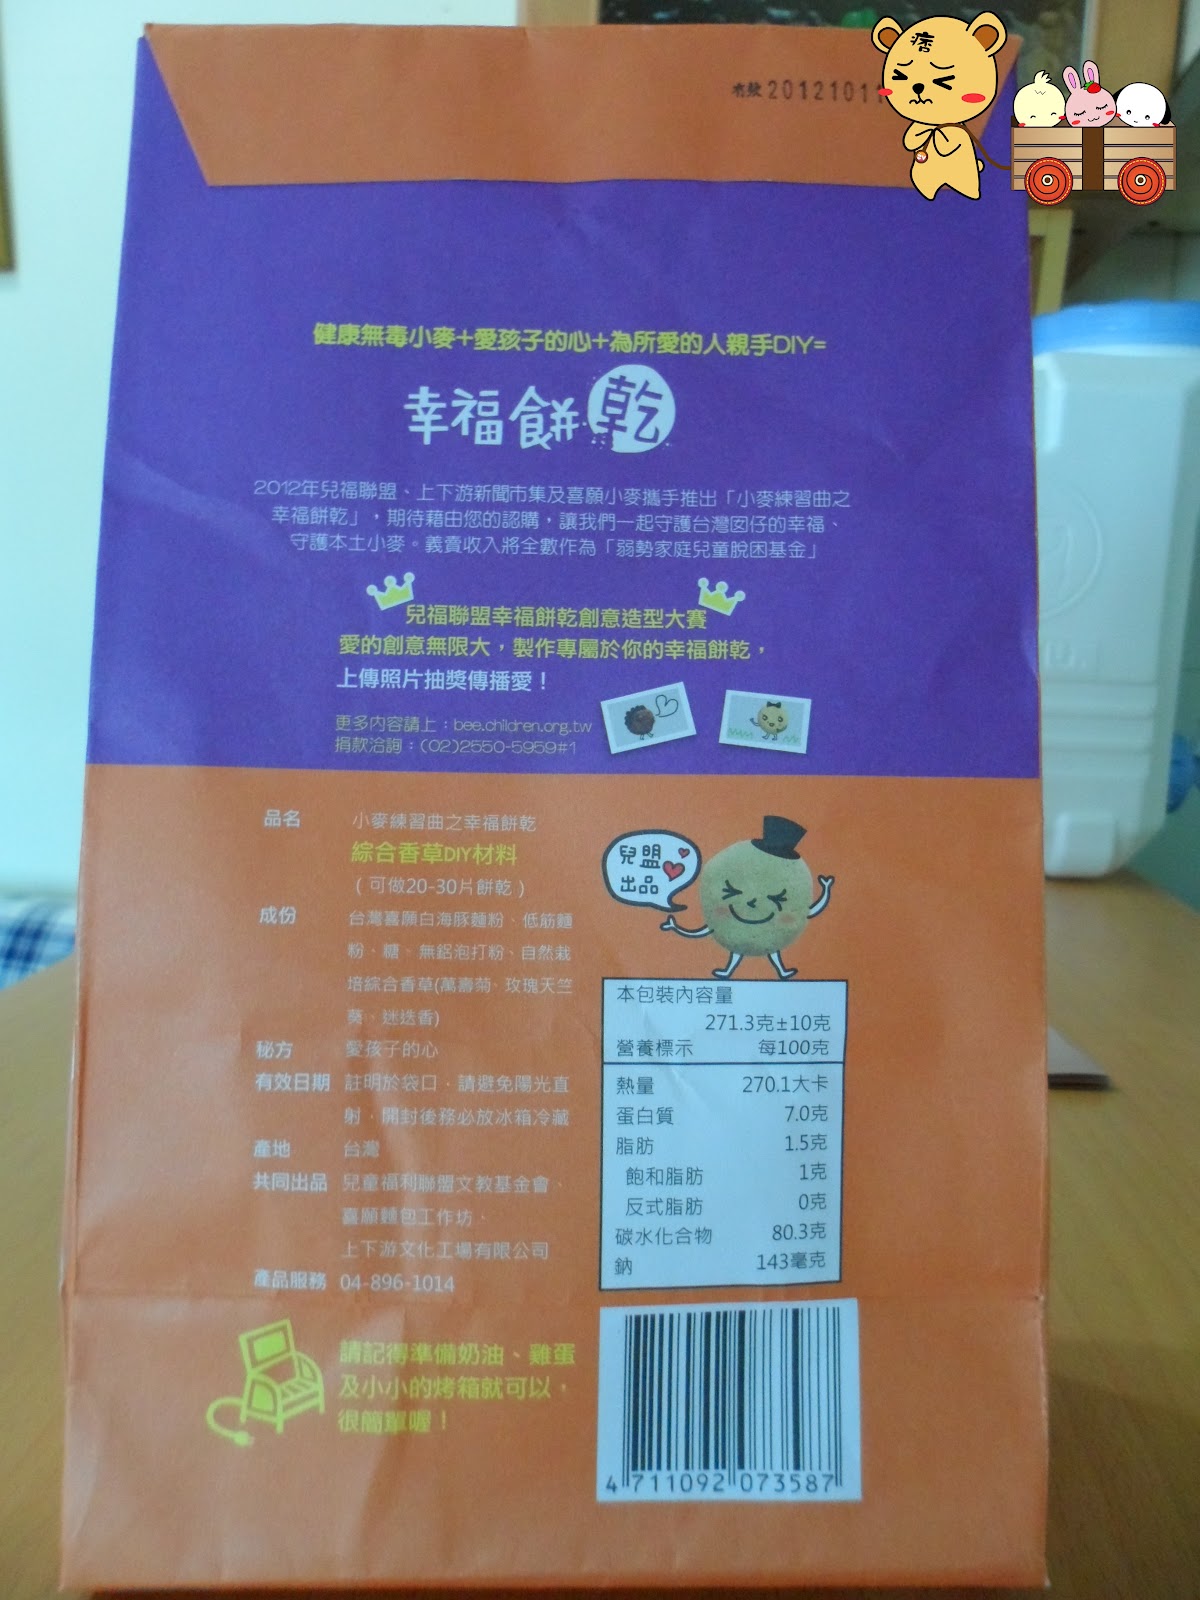 有效 2012101
痞
健康無毒小麥+愛孩子的心+為所愛的人親手DIY=
幸福餅乾
2012年兒福聯盟、上下游新聞市集及喜願小麥攜手推出「小麥練習曲之
幸福餅乾」,期待藉由您的認購,讓我們一起守護台灣囡仔的幸福、
守護本土小麥。義賣收入將全數作為「弱勢家庭兒童脫困基金」
兒福聯盟幸福餅乾創意造型大賽
愛的創意無限大,製作專屬於你的幸福餅乾,
上傳照片抽獎傳播愛!
更多內容請上:bee.children.org.tw
捐款洽詢:(02)2550-5959#1
品名 小麥練習曲之幸福餅乾
綜合香草DIY材料
(可做20-30片餅乾)
成份 台灣喜願白海豚麵粉、低筋麵
粉、糖、無鋁泡打粉、自然栽
培綜合香草(萬壽菊、玫瑰天竺
葵、迷迭香)
秘方 愛孩子的心
有效日期 註明於袋口,請避免陽光直
射,開封後務必放冰箱冷藏
產地 台灣
共同出品 兒童福利聯盟文教基金會、
喜願麵包工作坊、
上下游文化工場有限公司
產品服務 04-896-1014
兒盟
出品
本包裝內容量
271.3克±10克
營養標示 每100克
熱量 270.1大卡
蛋白質 7.0克
脂肪 1.5克
飽和脂肪 1克
反式脂肪 0克
碳水化合物 80.3克
鈉 143毫克
請記得準備奶油、雞蛋
及小小的烤箱就可以,
很簡單喔!
4 711092 073587